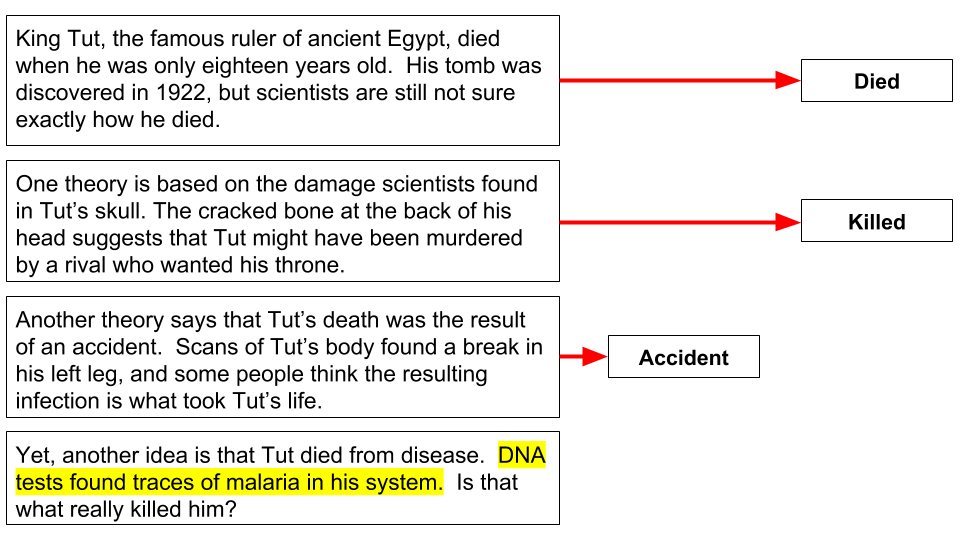 King Tut, the famous ruler of ancient Egypt, died
when he was only eighteen years old.  His tomb was
discovered in 1922, but scientists are still not sure
exactly how he died.
Died
One theory is based on the damage scientists found
in Tut’s skull. The cracked bone at the back of his
head suggests that Tut might have been murdered
by a rival who wanted his throne.
Killed
Another theory says that Tut’s death was the result
of an accident.  Scans of Tut’s body found a break in
his left leg, and some people think the resulting
infection is what took Tut’s life.
Accident
Yet, another idea is that Tut died from disease.  DNA
tests found traces of malaria in his system.  Is that
what really killed him?